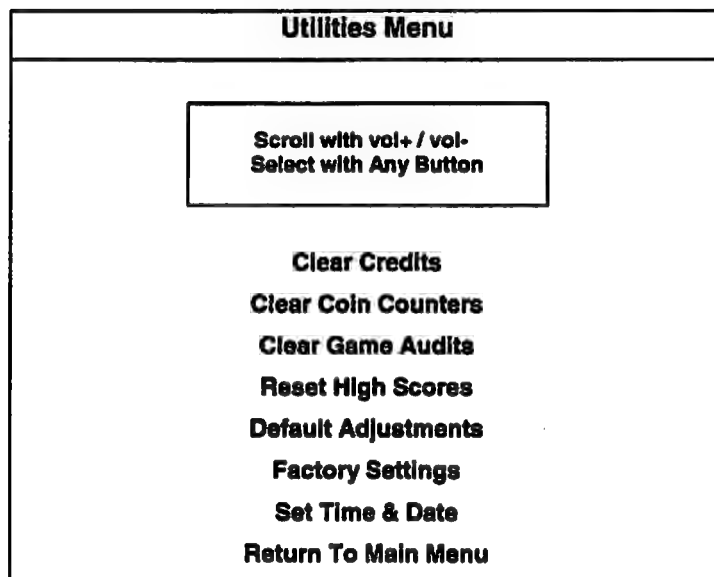 Utilities Menu
Scroll with vol+ / vol-
Select with Any Button
Clear Credits
Clear Coin Counters
Clear Game Audits
Reset High Scores
Default Adjustments
Factory Settings
Set Time & Date
Return To Main Menu